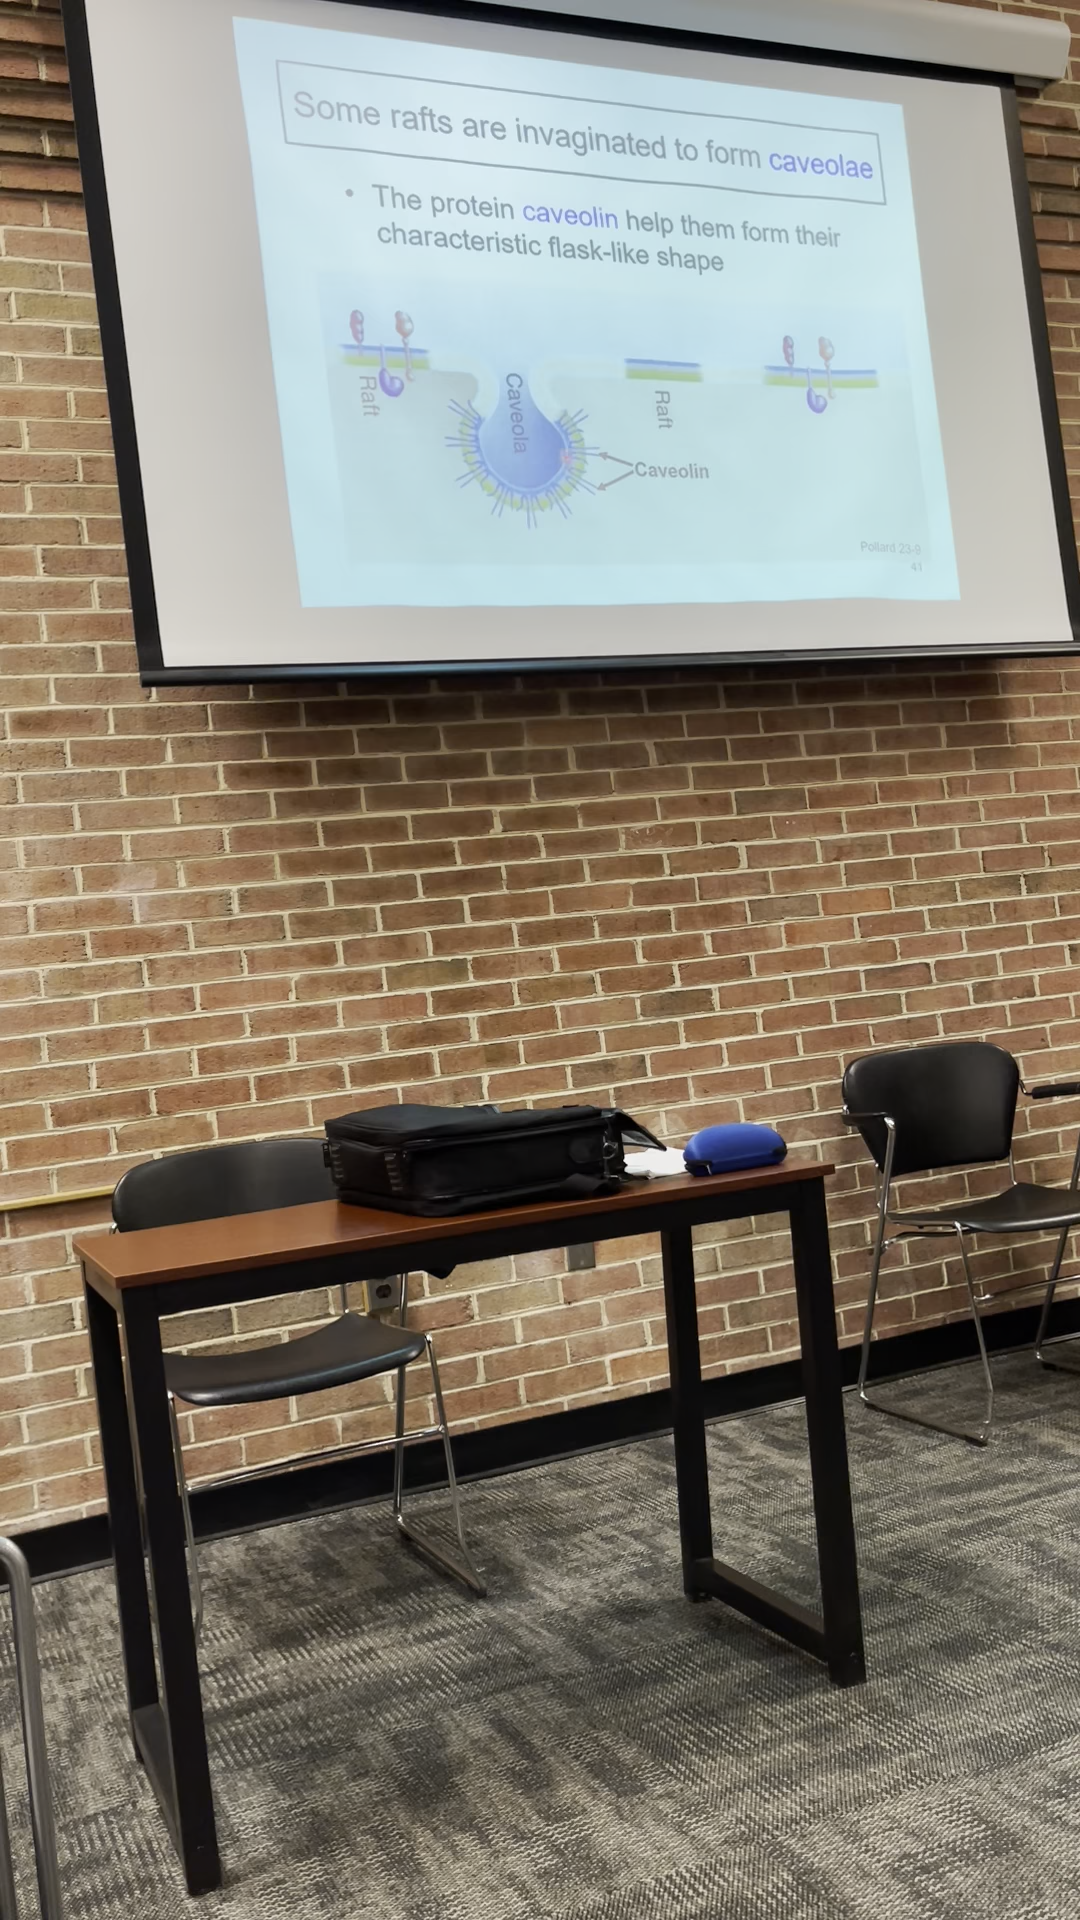 Some rafts are invaginated to form caveolae
• The protein caveolin help them form their
characteristic flask-like shape
Raft
Caveola
Raft
Caveolin
Pollard 23-9
41